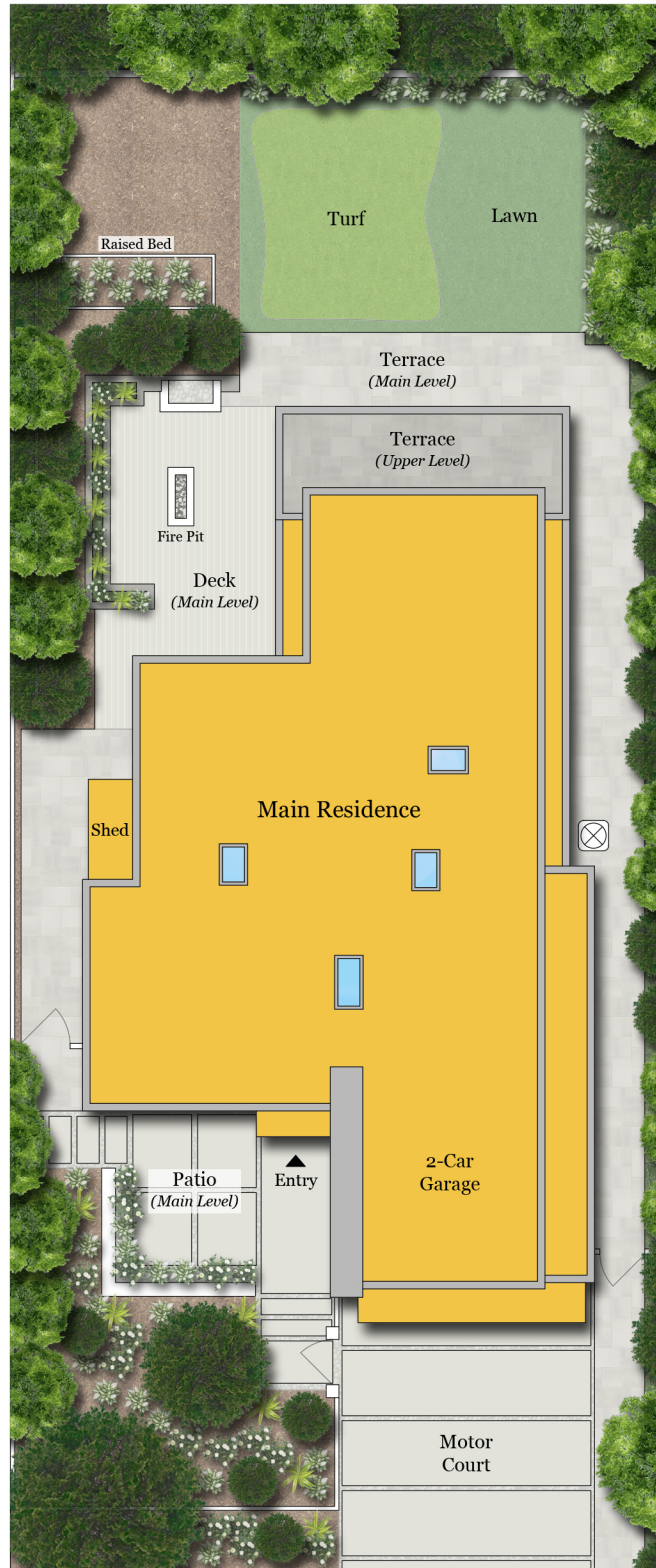 Turf
Lawn
Raised Bed
Terrace
(Main Level)
Terrace
(Upper Level)
Fire Pit
Deck
(Main Level)
Main Residence
Shed
Patio
(Main Level)
Entry
2-Car
Garage
Motor
Court